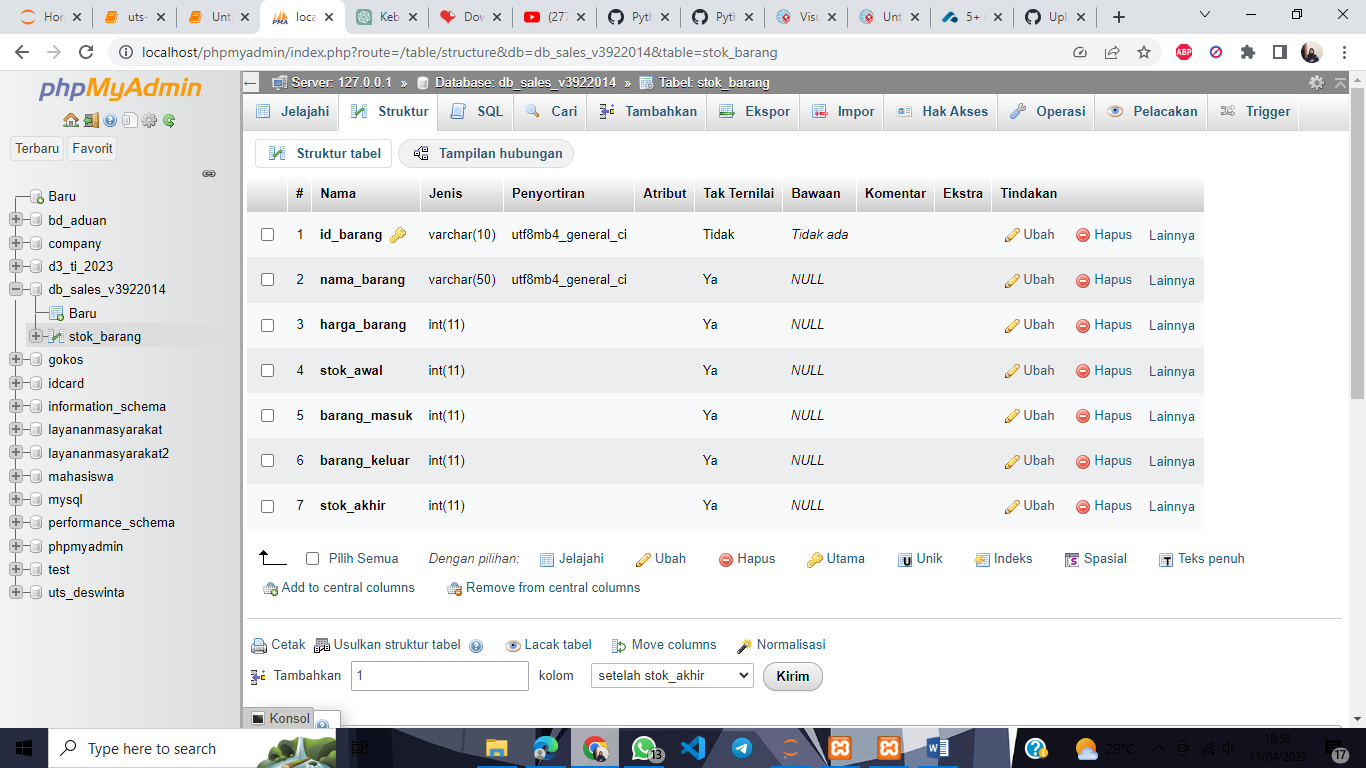 Hor
uts-
Unti
loca
Keb
Dow
(277
Pyth
Pyth
Visu
Unt
5+
Upl
localhost/phpmyadmin/index.php?route=/table/structure&db=db_sales_v3922014&table=stok_barang
ABP
phpMyAdmin
Terbaru
Favorit
Baru
bd_aduan
company
d3_ti_2023
db_sales_v3922014
Baru
stok_barang
gokos
idcard
information_schema
layananmasyarakat
layananmasyarakat2
mahasiswa
mysql
performance_schema
phpmyadmin
test
uts_deswinta
Server: 127.0.0.1 » Database: db_sales_v3922014 » Tabel: stok_barang
Jelajahi Struktur SQL Cari Tambahkan Ekspor Impor Hak Akses Operasi Pelacakan Trigger
Struktur tabel Tampilan hubungan
# Nama Jenis Penyortiran Atribut Tak Ternilai Bawaan Komentar Ekstra Tindakan
1 id_barang varchar(10) utf8mb4_general_ci Tidak Tidak ada Ubah Hapus Lainnya
2 nama_barang varchar(50) utf8mb4_general_ci Ya NULL Ubah Hapus Lainnya
3 harga_barang int(11) Ya NULL Ubah Hapus Lainnya
4 stok_awal int(11) Ya NULL Ubah Hapus Lainnya
5 barang_masuk int(11) Ya NULL Ubah Hapus Lainnya
6 barang_keluar int(11) Ya NULL Ubah Hapus Lainnya
7 stok_akhir int(11) Ya NULL Ubah Hapus Lainnya
Pilih Semua Dengan pilihan: Jelajahi Ubah Hapus Utama Unik Indeks Spasial Teks penuh
Add to central columns Remove from central columns
Cetak Usulkan struktur tabel Lacak tabel Move columns Normalisasi
Tambahkan 1 kolom setelah stok_akhir Kirim
Konsol
Type here to search
13
29°C
18:59
11/04/2023
17